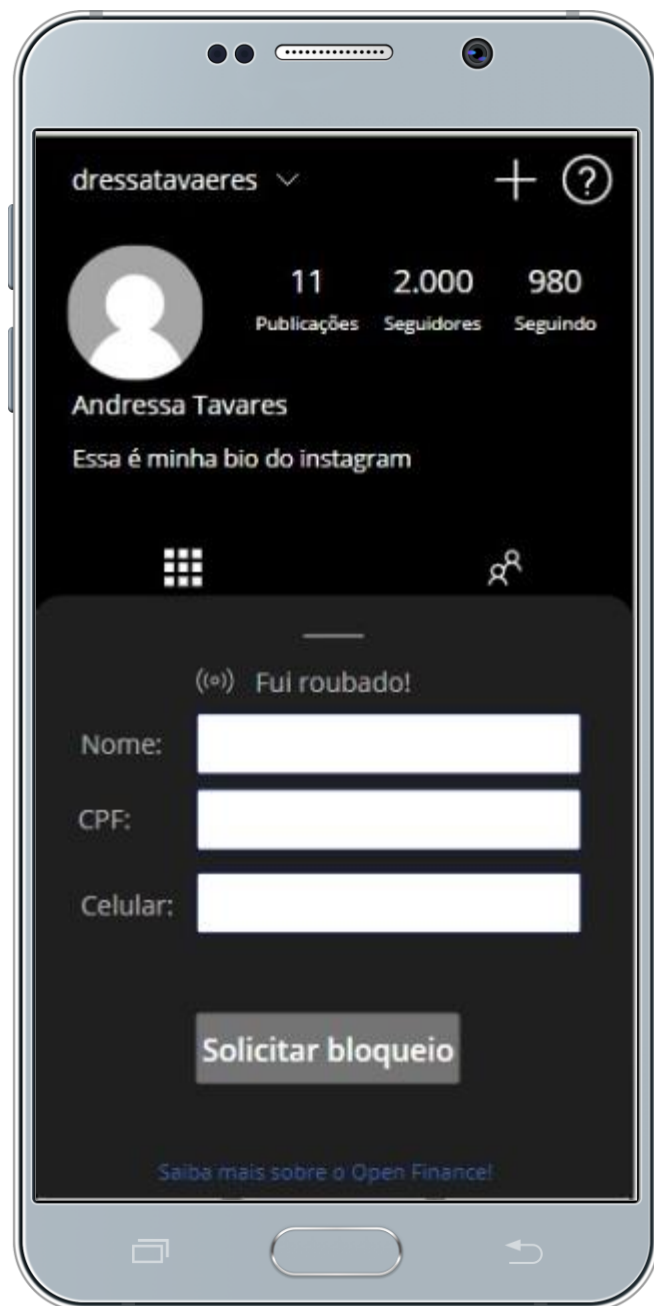 dressatavaeres
11 2.000 980
Publicações Seguidores Seguindo
Andressa Tavares
Essa é minha bio do instagram
Fui roubado!
Nome:
CPF:
Celular:
Solicitar bloqueio
Saiba mais sobre o Open Finance!